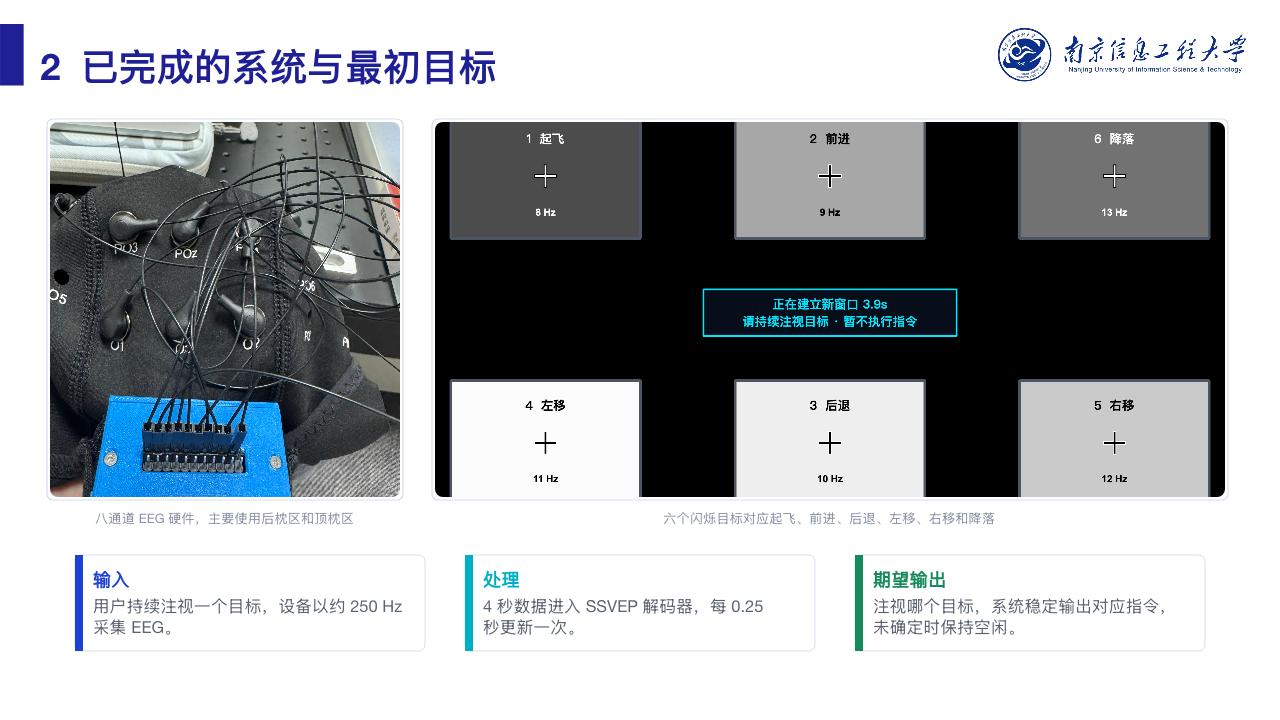 2 已完成的系统与最初目标
南京信息工程大学
Nanjing University of Information Science & Technology
PO3
POz
O5
O1
1 起飞
8 Hz
2 前进
9 Hz
6 降落
13 Hz
正在建立新窗口 3.9s
请持续注视目标 · 暂不执行指令
4 左移
11 Hz
3 后退
10 Hz
5 右移
12 Hz
八通道 EEG 硬件，主要使用后枕区和顶枕区
六个闪烁目标对应起飞、前进、后退、左移、右移和降落
输入
用户持续注视一个目标，设备以约 250 Hz
采集 EEG。
处理
4 秒数据进入 SSVEP 解码器，每 0.25
秒更新一次。
期望输出
注视哪个目标，系统稳定输出对应指令，
未确定时保持空闲。